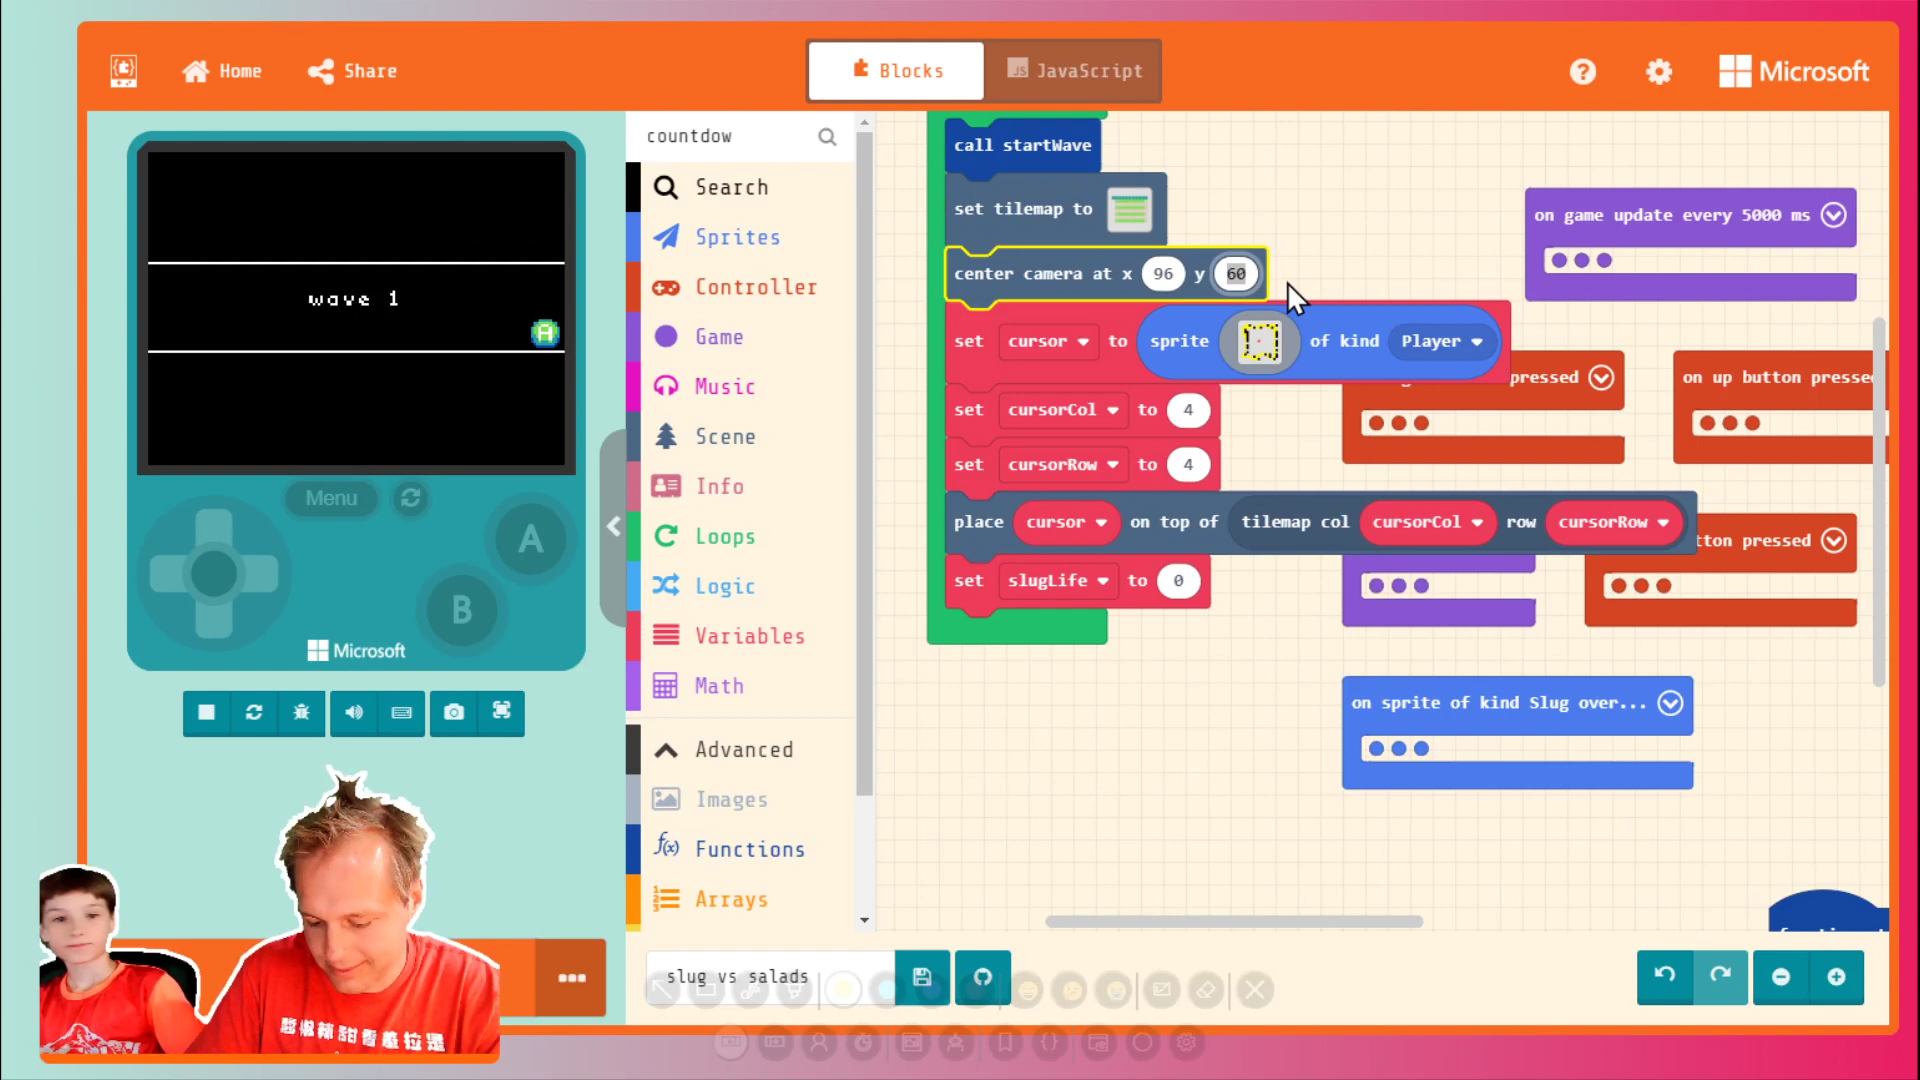 Home
Share
Blocks
JavaScript
Microsoft
wave 1
A
Menu
A
B
Microsoft
countdow
Search
Sprites
Controller
Game
Music
Scene
Info
Loops
Logic
Variables
Math
Advanced
Images
Functions
Arrays
call startWave
set tilemap to
center camera at x 96 y 60
set cursor to sprite of kind Player
set cursorCol to 4
set cursorRow to 4
place cursor on top of tilemap col cursorCol row cursorRow
set slugLife to 0
on game update every 5000 ms
pressed
on up button pressed
tton pressed
on sprite of kind Slug over...
slug vs salads